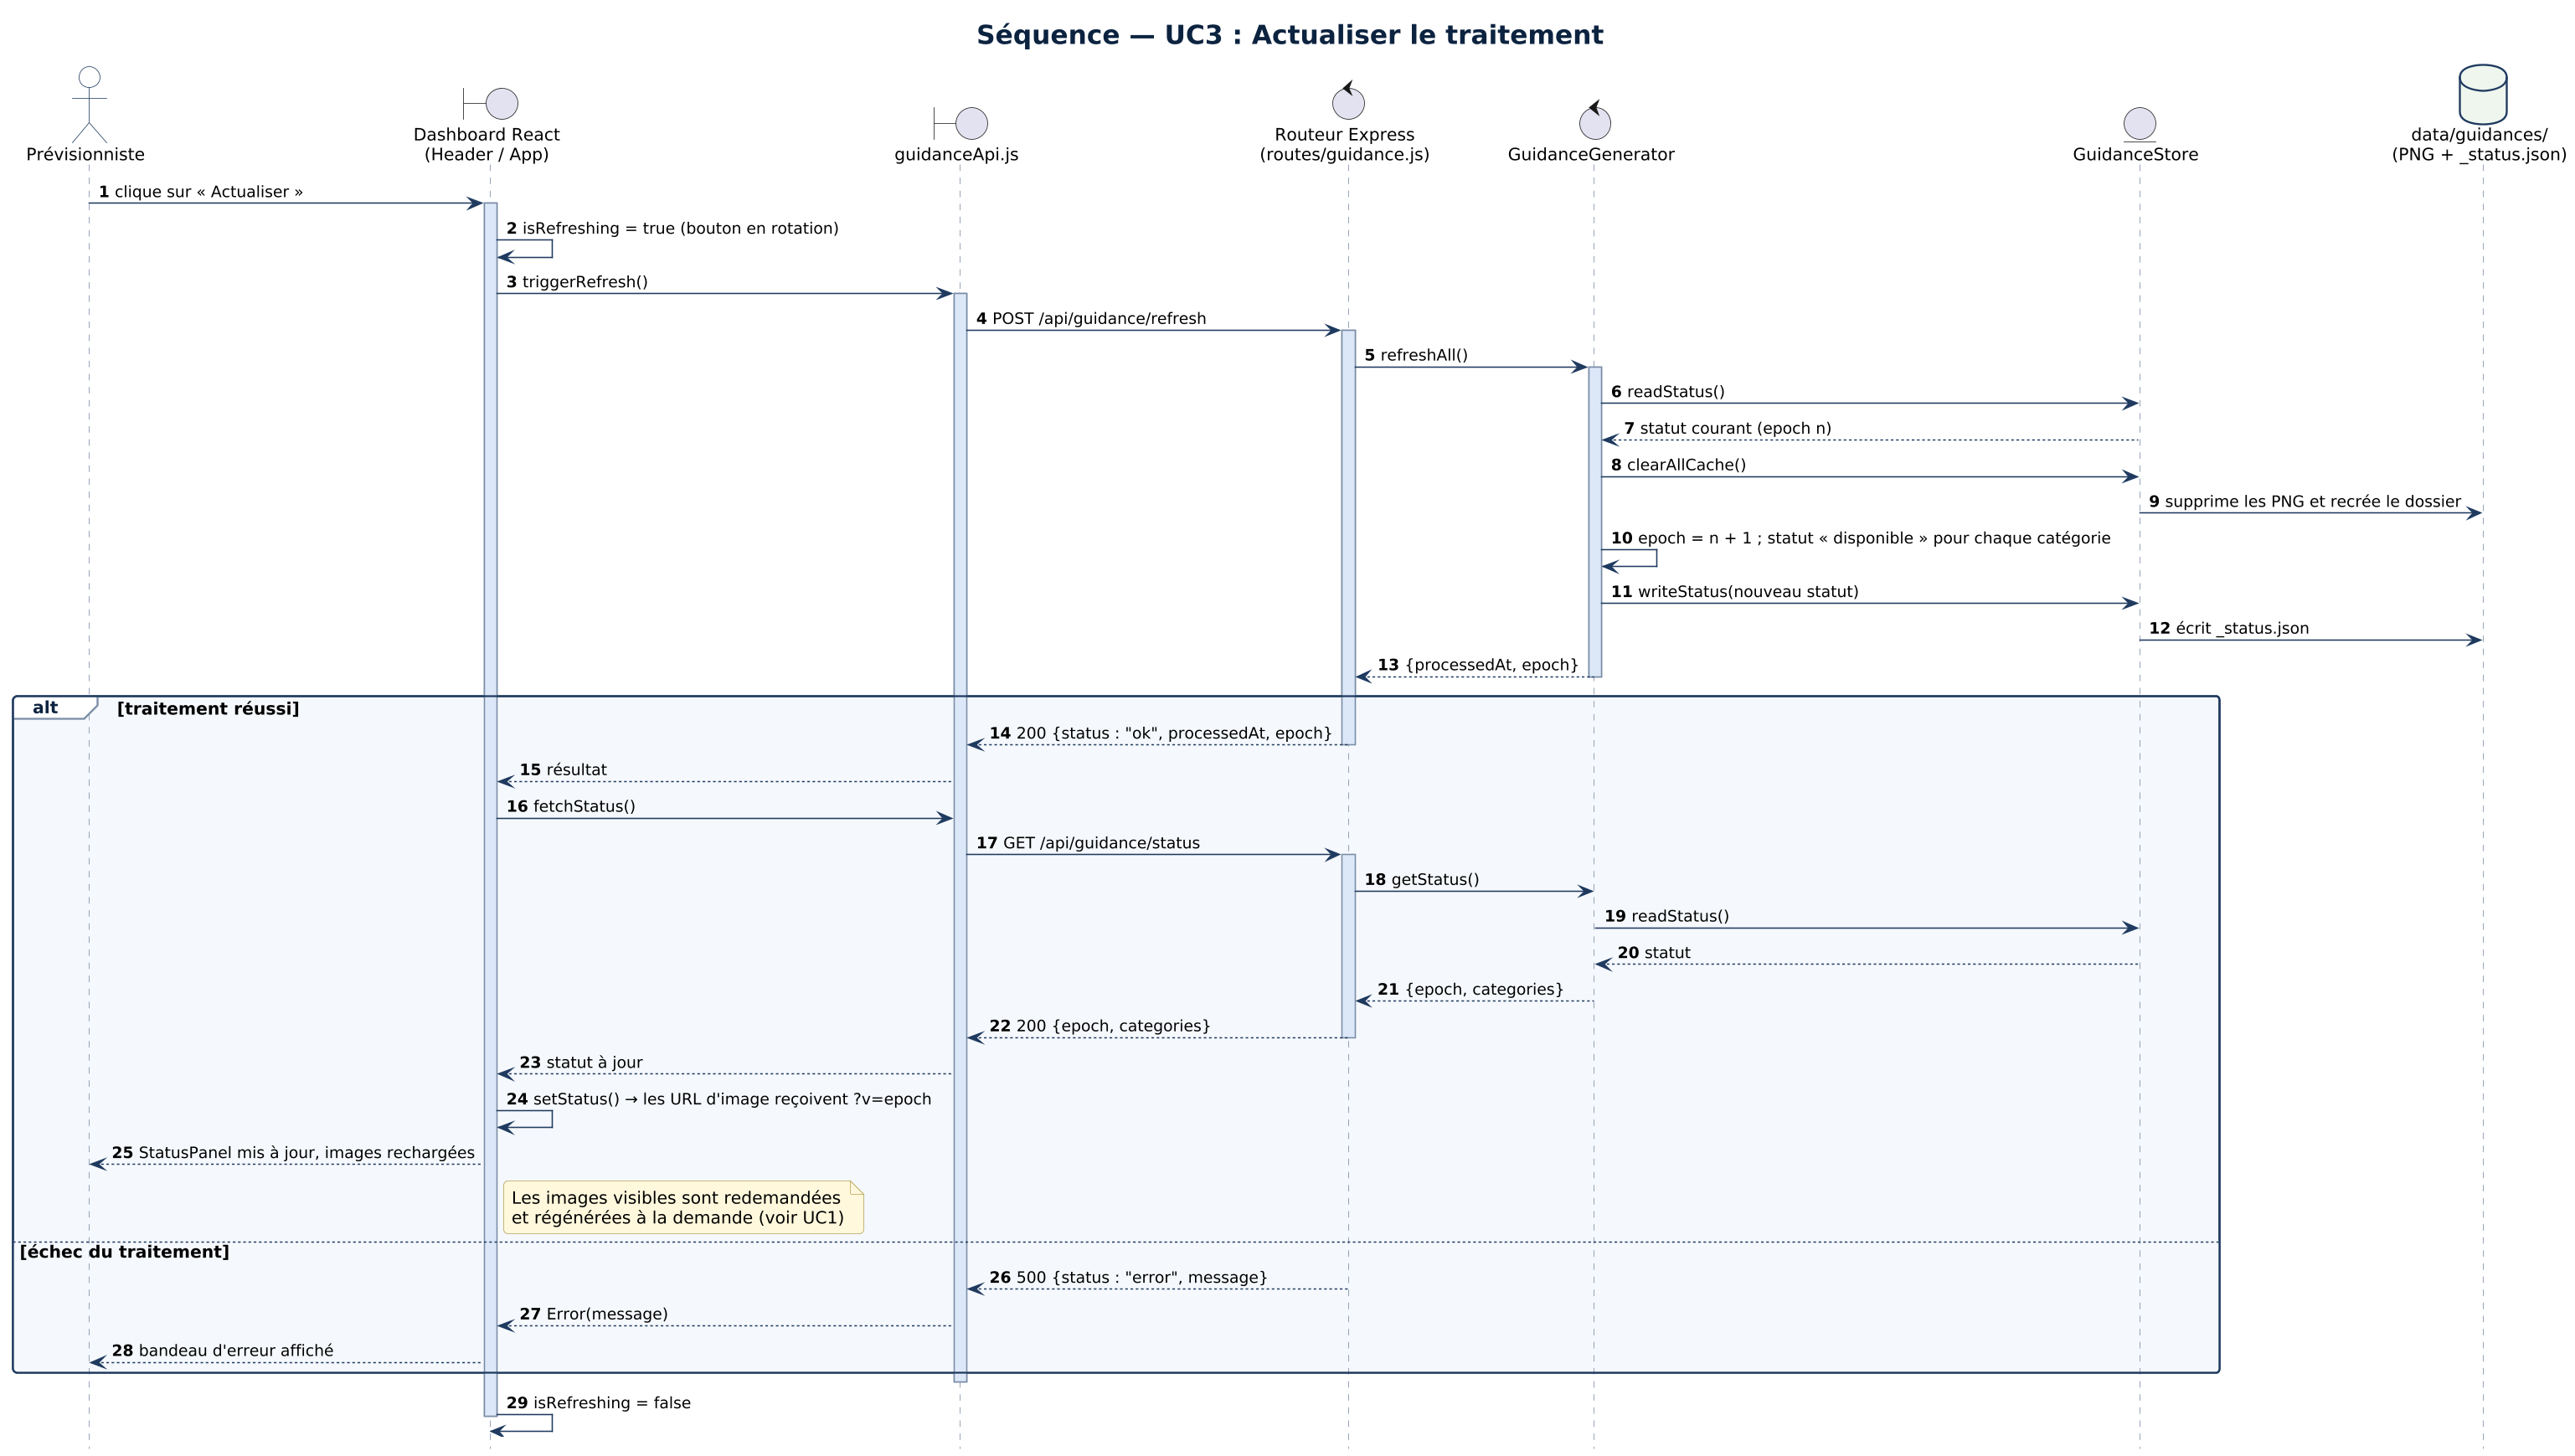 Séquence — UC3 : Actualiser le traitement
Prévisionniste
Dashboard React
(Header / App)
guidanceApi.js
Routeur Express
(routes/guidance.js)
GuidanceGenerator
GuidanceStore
data/guidances/
(PNG + _status.json)
1 clique sur « Actualiser »
2 isRefreshing = true (bouton en rotation)
3 triggerRefresh()
4 POST /api/guidance/refresh
5 refreshAll()
6 readStatus()
7 statut courant (epoch n)
8 clearAllCache()
9 supprime les PNG et recrée le dossier
10 epoch = n + 1 ; statut « disponible » pour chaque catégorie
11 writeStatus(nouveau statut)
12 écrit _status.json
13 {processedAt, epoch}
alt [traitement réussi]
14 200 {status : "ok", processedAt, epoch}
15 résultat
16 fetchStatus()
17 GET /api/guidance/status
18 getStatus()
19 readStatus()
20 statut
21 {epoch, categories}
22 200 {epoch, categories}
23 statut à jour
24 setStatus() → les URL d'image reçoivent ?v=epoch
25 StatusPanel mis à jour, images rechargées
Les images visibles sont redemandées
et régénérées à la demande (voir UC1)
[échec du traitement]
26 500 {status : "error", message}
27 Error(message)
28 bandeau d'erreur affiché
29 isRefreshing = false